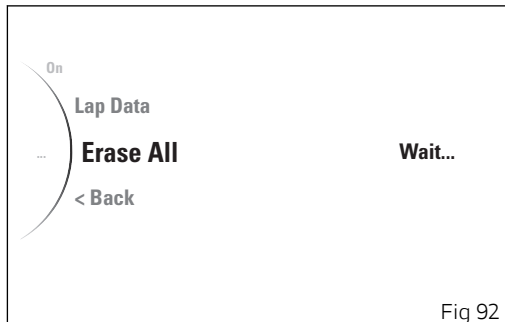 On
Lap Data
... Erase All Wait...
< Back
Fig 92